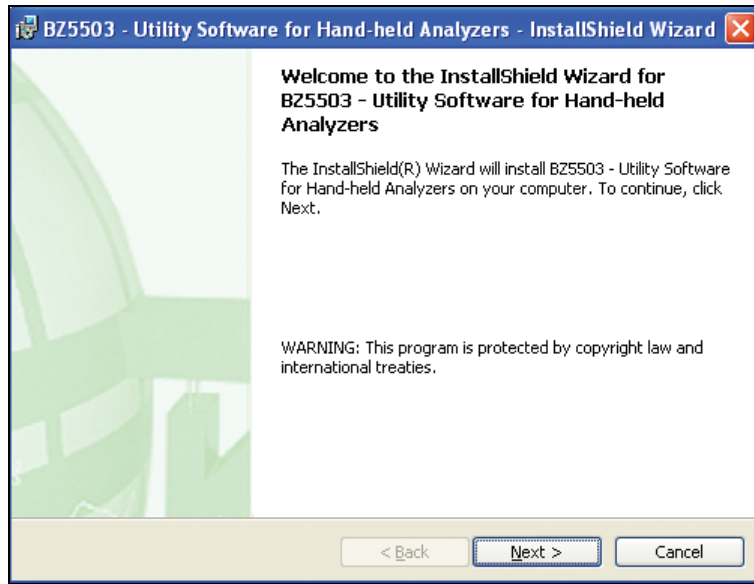 BZ5503 - Utility Software for Hand-held Analyzers - InstallShield Wizard
Welcome to the InstallShield Wizard for
BZ5503 - Utility Software for Hand-held
Analyzers
The InstallShield(R) Wizard will install BZ5503 - Utility Software
for Hand-held Analyzers on your computer. To continue, click
Next.
WARNING: This program is protected by copyright law and
international treaties.
< Back
Next >
Cancel